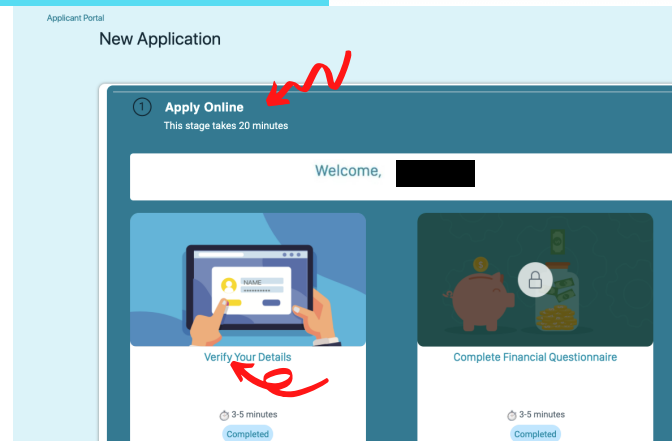 Applicant Portal
New Application
1 Apply Online
This stage takes 20 minutes
Welcome,
NAME
Verify Your Details
Complete Financial Questionnaire
3-5 minutes
3-5 minutes
Completed
Completed